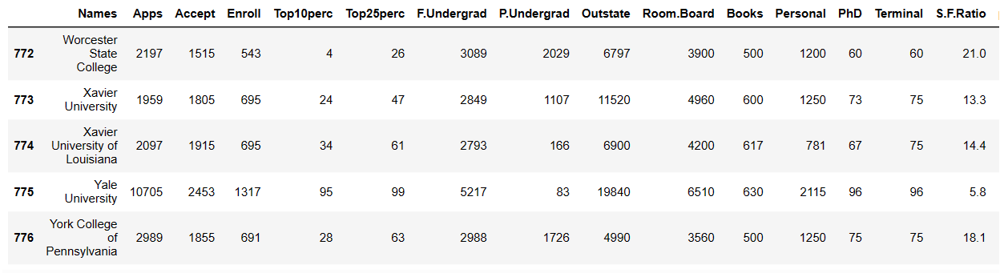 Names Apps Accept Enroll Top10perc Top25perc F.Undergrad P.Undergrad Outstate Room.Board Books Personal PhD Terminal S.F.Ratio
Worcester
772 State 2197 1515 543 4 26 3089 2029 6797 3900 500 1200 60 60 21.0
College
Xavier
773 University 1959 1805 695 24 47 2849 1107 11520 4960 600 1250 73 75 13.3
Xavier
774 University of 2097 1915 695 34 61 2793 166 6900 4200 617 781 67 75 14.4
Louisiana
Yale
775 University 10705 2453 1317 95 99 5217 83 19840 6510 630 2115 96 96 5.8
York College
776 of 2989 1855 691 28 63 2988 1726 4990 3560 500 1250 75 75 18.1
Pennsylvania